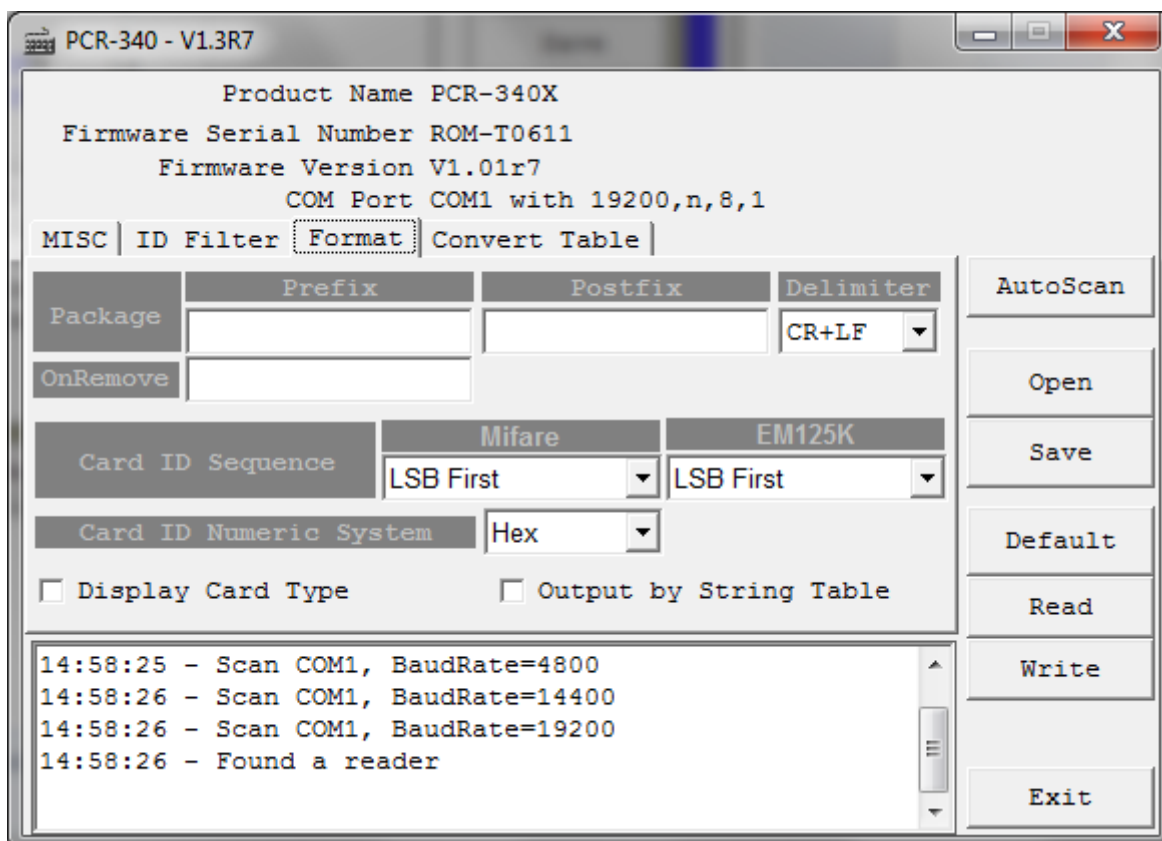 PCR-340 - V1.3R7
Product Name PCR-340X
Firmware Serial Number ROM-T0611
Firmware Version V1.01r7
COM Port COM1 with 19200,n,8,1
MISC ID Filter Format Convert Table
Prefix Postfix Delimiter
Package CR+LF
OnRemove
Mifare EM125K
Card ID Sequence
LSB First LSB First
Card ID Numeric System Hex
Display Card Type Output by String Table
14:58:25 - Scan COM1, BaudRate=4800
14:58:26 - Scan COM1, BaudRate=14400
14:58:26 - Scan COM1, BaudRate=19200
14:58:26 - Found a reader
AutoScan
Open
Save
Default
Read
Write
Exit